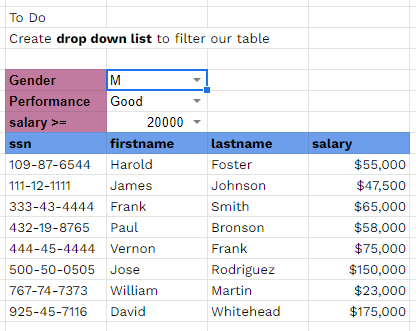 To Do
Create drop down list to filter our table
Gender M
Performance Good
salary >= 20000
ssn firstname lastname salary
109-87-6544 Harold Foster $55,000
111-12-1111 James Johnson $47,500
333-43-4444 Frank Smith $65,000
432-19-8765 Paul Bronson $58,000
444-45-4444 Vernon Frank $75,000
500-50-0505 Jose Rodriguez $150,000
767-74-7373 William Martin $23,000
925-45-7116 David Whitehead $175,000